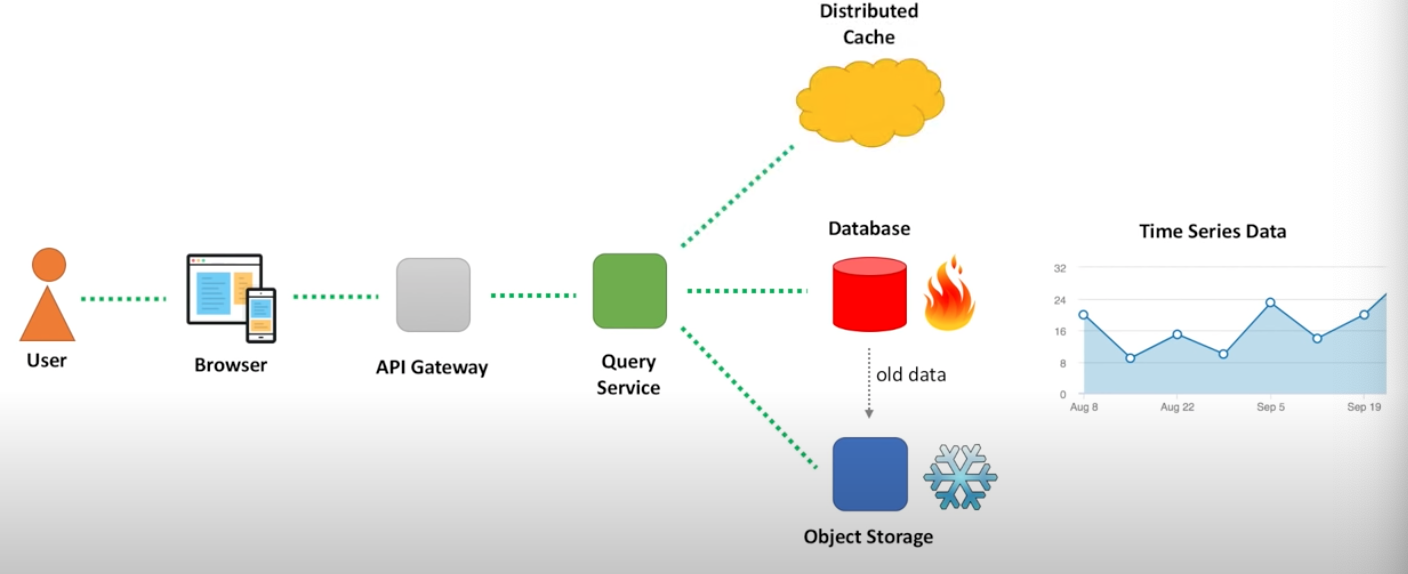 Distributed
Cache
Database
Time Series Data
User
Browser
API Gateway
Query
Service
old data
Object Storage
32
24
16
8
0
Aug 8
Aug 22
Sep 5
Sep 19